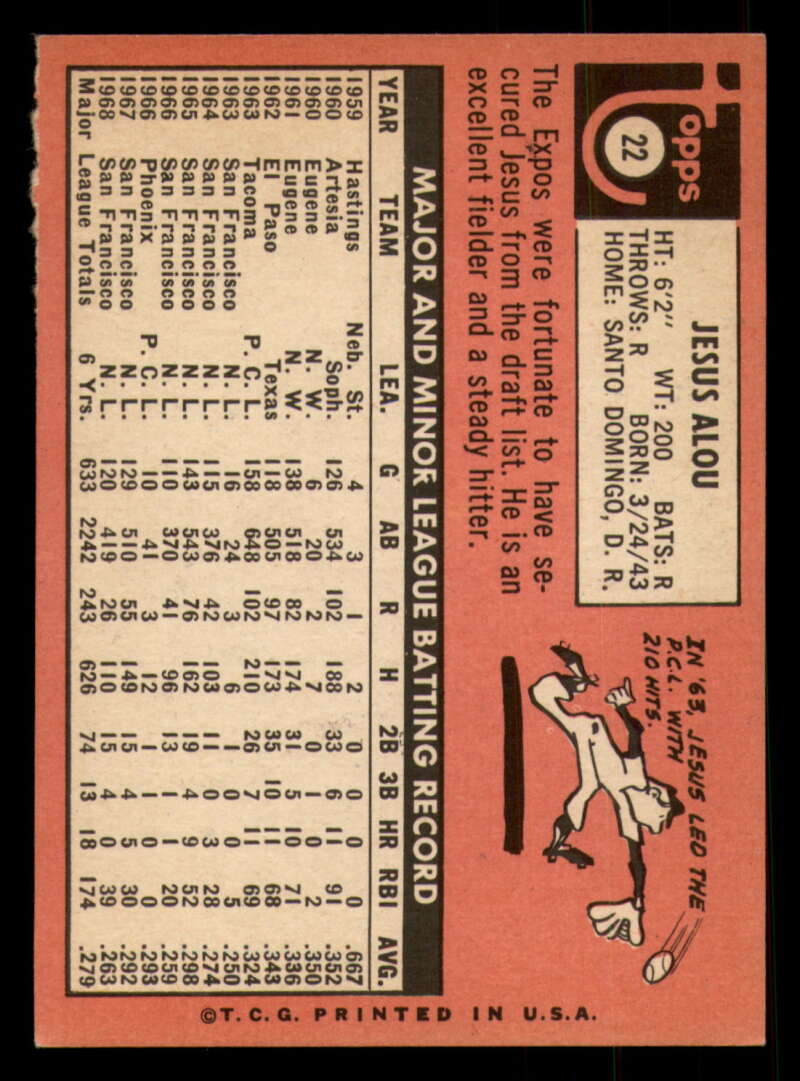 Topps
22
JESUS ALOU
HT: 6'2" WT: 200 BATS: R
THROWS: R BORN: 3/24/43
HOME: SANTO DOMINGO, D. R.
The Expos were fortunate to have se-
cured Jesus from the draft list. He is an
excellent fielder and a steady hitter.
IN '63, JESUS LED THE
P.C.L. WITH
210 HITS.
MAJOR AND MINOR LEAGUE BATTING RECORD
YEAR TEAM LEA. G AB R H 2B 3B HR RBI AVG.
1959 Hastings Neb. St. 4 3 1 2 0 0 0 0 .667
1960 Artesia Soph. 126 534 102 188 33 6 11 91 .352
1960 Eugene N. W. 6 20 2 7 0 1 0 2 .350
1961 Eugene N. W. 138 518 82 174 31 5 10 71 .336
1962 El Paso Texas 118 505 97 173 35 10 11 68 .343
1963 Tacoma P. C. L. 158 648 102 210 26 7 11 69 .324
1963 San Francisco N. L. 16 24 3 6 1 0 0 5 .250
1964 San Francisco N. L. 115 376 42 103 11 0 3 28 .274
1965 San Francisco N. L. 143 543 76 162 19 4 9 52 .298
1966 San Francisco N. L. 110 370 41 96 13 1 1 20 .259
1966 Phoenix P. C. L. 10 41 3 12 1 1 0 0 .293
1967 San Francisco N. L. 129 510 55 149 15 4 5 30 .292
1968 San Francisco N. L. 120 419 26 110 15 4 0 39 .263
Major League Totals 6 Yrs. 633 2242 243 626 74 13 18 174 .279
©T.C.G. PRINTED IN U.S.A.